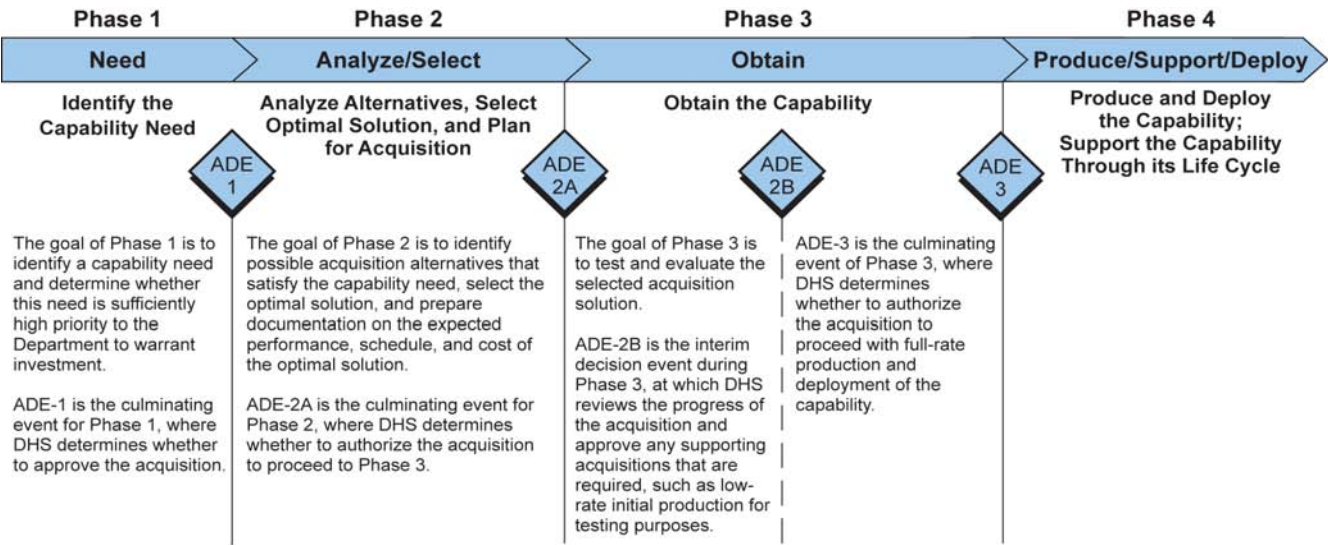 Phase 1
Phase 2
Phase 3
Phase 4
Need
Analyze/Select
Obtain
Produce/Support/Deploy
Identify the
Capability Need
Analyze Alternatives, Select
Optimal Solution, and Plan
for Acquisition
Obtain the Capability
Produce and Deploy
the Capability;
Support the Capability
Through its Life Cycle
ADE
1
ADE
2A
ADE
2B
ADE
3
The goal of Phase 1 is to
identify a capability need
and determine whether
this need is sufficiently
high priority to the
Department to warrant
investment.
ADE-1 is the culminating
event for Phase 1, where
DHS determines whether
to approve the acquisition.
The goal of Phase 2 is to identify
possible acquisition alternatives that
satisfy the capability need, select the
optimal solution, and prepare
documentation on the expected
performance, schedule, and cost of
the optimal solution.
ADE-2A is the culminating event for
Phase 2, where DHS determines
whether to authorize the acquisition
to proceed to Phase 3.
The goal of Phase 3 is
to test and evaluate the
selected acquisition
solution.
ADE-2B is the interim
decision event during
Phase 3, at which DHS
reviews the progress of
the acquisition and
approve any supporting
acquisitions that are
required, such as low-
rate initial production for
testing purposes.
ADE-3 is the culminating
event of Phase 3, where
DHS determines
whether to authorize
the acquisition to
proceed with full-rate
production and
deployment of the
capability.